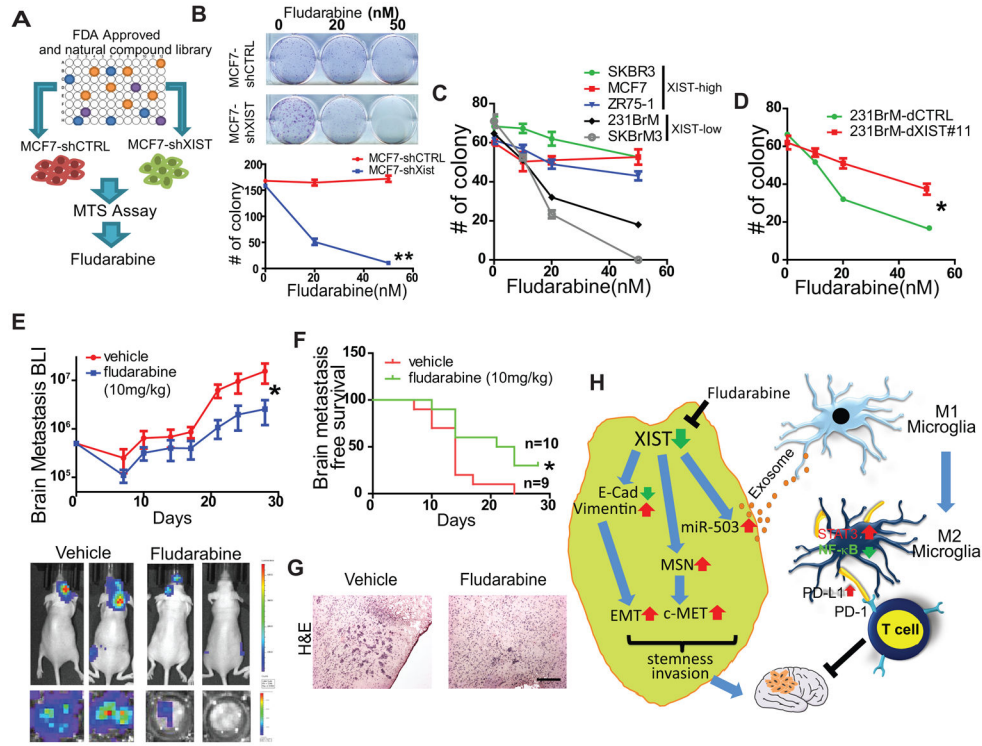 A
FDA Approved
and natural compound library
MCF7-shCTRL
MCF7-shXIST
MTS Assay
Fludarabine
B
Fludarabine (nM)
0 20 50
MCF7-
shCTRL
MCF7-
shXIST
MCF7-shCTRL
MCF7-shXist
# of colony
200
150
100
50
0
0 20 40 60
**
Fludarabine(nM)
C
SKBR3
MCF7
ZR75-1
XIST-high
231BrM
SKBrM3
XIST-low
# of colony
80
60
40
20
0
0 20 40 60
Fludarabine(nM)
D
231BrM-dCTRL
231BrM-dXIST#11
# of colony
80
60
40
20
0
0 20 40 60
*
Fludarabine(nM)
E
vehicle
fludarabine
(10mg/kg)
Brain Metastasis BLI
10⁷
10⁶
10⁵
0 10 20 30
*
Days
Vehicle Fludarabine
F
vehicle
fludarabine (10mg/kg)
Brain metastasis
free survival
150
100
50
0
0 10 20 30
n=10
*
n=9
Days
G
Vehicle Fludarabine
H&E
H
Fludarabine
XIST
E-Cad
Vimentin
miR-503
MSN
EMT
c-MET
stemness
invasion
Exosome
M1
Microglia
M2
Microglia
STAT3
NF-κB
PD-L1
PD-1
T cell